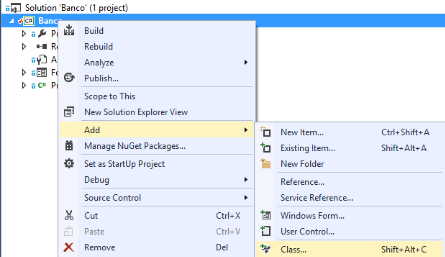 Solution 'Banco' (1 project)
Banco
Build
Rebuild
Analyze
Publish...
Scope to This
New Solution Explorer View
Add
Manage NuGet Packages...
Set as StartUp Project
Debug
Source Control
Cut Ctrl+X
Paste Ctrl+V
Remove Del
New Item... Ctrl+Shift+A
Existing Item... Shift+Alt+A
New Folder
Reference...
Service Reference...
Windows Form...
User Control...
Class... Shift+Alt+C